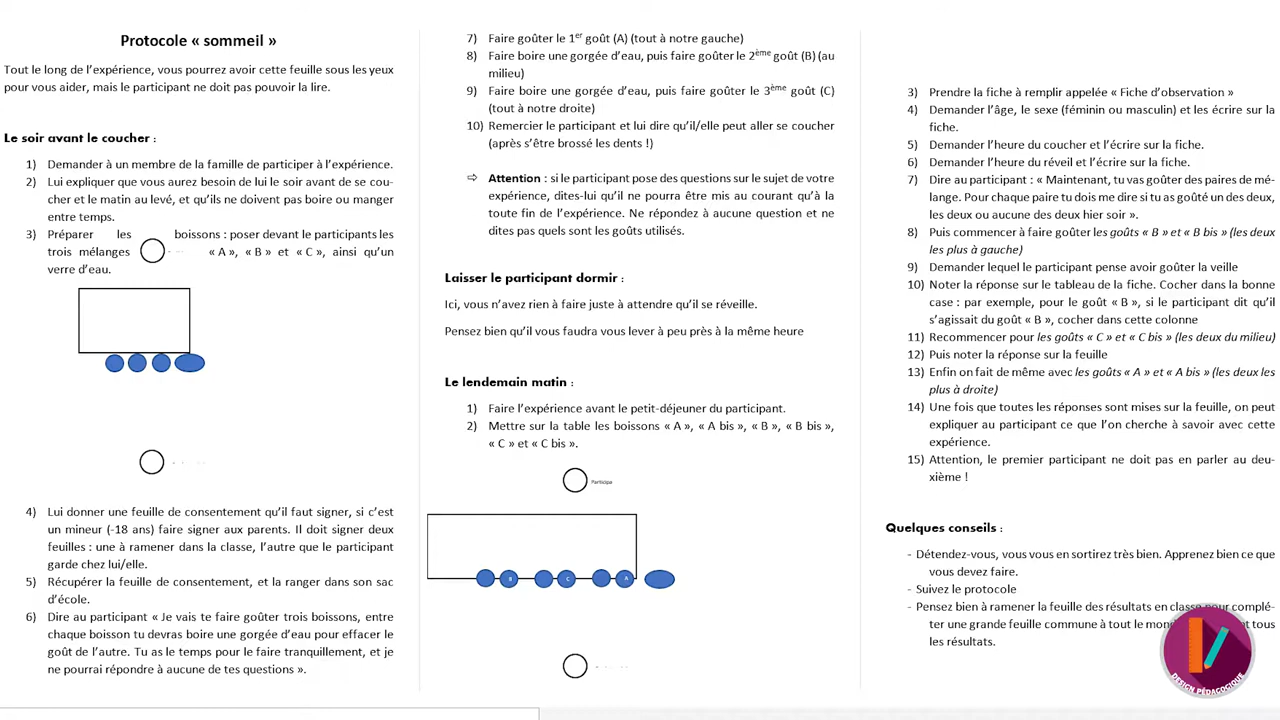 Protocole « sommeil »
Tout le long de l'expérience, vous pourrez avoir cette feuille sous les yeux
pour vous aider, mais le participant ne doit pas pouvoir la lire.
Le soir avant le coucher :
1) Demander à un membre de la famille de participer à l'expérience.
2) Lui expliquer que vous aurez besoin de lui le soir avant de se cou-
cher et le matin au levé, et qu'ils ne doivent pas boire ou manger
entre temps.
3) Préparer les boissons : poser devant le participants les
trois mélanges « A », « B » et « C », ainsi qu'un
verre d'eau.
4) Lui donner une feuille de consentement qu'il faut signer, si c'est
un mineur (-18 ans) faire signer aux parents. Il doit signer deux
feuilles : une à ramener dans la classe, l'autre que le participant
garde chez lui/elle.
5) Récupérer la feuille de consentement, et la ranger dans son sac
d'école.
6) Dire au participant « Je vais te faire goûter trois boissons, entre
chaque boisson tu devras boire une gorgée d'eau pour effacer le
goût de l'autre. Tu as le temps pour le faire tranquillement, et je
ne pourrai répondre à aucune de tes questions ».
7) Faire goûter le 1er goût (A) (tout à notre gauche)
8) Faire boire une gorgée d'eau, puis faire goûter le 2ème goût (B) (au
milieu)
9) Faire boire une gorgée d'eau, puis faire goûter le 3ème goût (C)
(tout à notre droite)
10) Remercier le participant et lui dire qu'il/elle peut aller se coucher
(après s'être brossé les dents !)
⇨ Attention : si le participant pose des questions sur le sujet de votre
expérience, dites-lui qu'il ne pourra être mis au courant qu'à la
toute fin de l'expérience. Ne répondez à aucune question et ne
dites pas quels sont les goûts utilisés.
Laisser le participant dormir :
Ici, vous n'avez rien à faire juste à attendre qu'il se réveille.
Pensez bien qu'il vous faudra vous lever à peu près à la même heure
Le lendemain matin :
1) Faire l'expérience avant le petit-déjeuner du participant.
2) Mettre sur la table les boissons « A », « A bis », « B », « B bis »,
« C » et « C bis ».
Participa
B C A
3) Prendre la fiche à remplir appelée « Fiche d'observation »
4) Demander l'âge, le sexe (féminin ou masculin) et les écrire sur la
fiche.
5) Demander l'heure du coucher et l'écrire sur la fiche.
6) Demander l'heure du réveil et l'écrire sur la fiche.
7) Dire au participant : « Maintenant, tu vas goûter des paires de mé-
lange. Pour chaque paire tu dois me dire si tu as goûté un des deux,
les deux ou aucune des deux hier soir ».
8) Puis commencer à faire goûter les goûts « B » et « B bis » (les deux
les plus à gauche)
9) Demander lequel le participant pense avoir goûter la veille
10) Noter la réponse sur le tableau de la fiche. Cocher dans la bonne
case : par exemple, pour le goût « B », si le participant dit qu'il
s'agissait du goût « B », cocher dans cette colonne
11) Recommencer pour les goûts « C » et « C bis » (les deux du milieu)
12) Puis noter la réponse sur la feuille
13) Enfin on fait de même avec les goûts « A » et « A bis » (les deux les
plus à droite)
14) Une fois que toutes les réponses sont mises sur la feuille, on peut
expliquer au participant ce que l'on cherche à savoir avec cette
expérience.
15) Attention, le premier participant ne doit pas en parler au deu-
xième !
Quelques conseils :
- Détendez-vous, vous vous en sortirez très bien. Apprenez bien ce que
vous devez faire.
- Suivez le protocole
- Pensez bien à ramener la feuille des résultats en classe pour complé-
ter une grande feuille commune à tout le tous
les résultats.
DESIGN PÉDAGOGIQUE